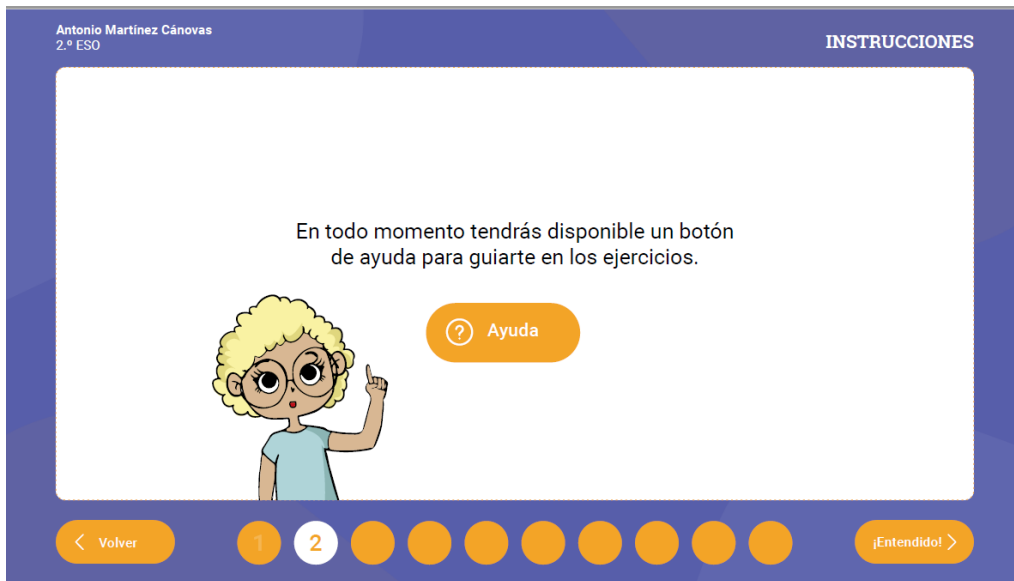 Antonio Martínez Cánovas
2.º ESO
INSTRUCCIONES
En todo momento tendrás disponible un botón
de ayuda para guiarte en los ejercicios.
? Ayuda
Volver
1
2
¡Entendido!